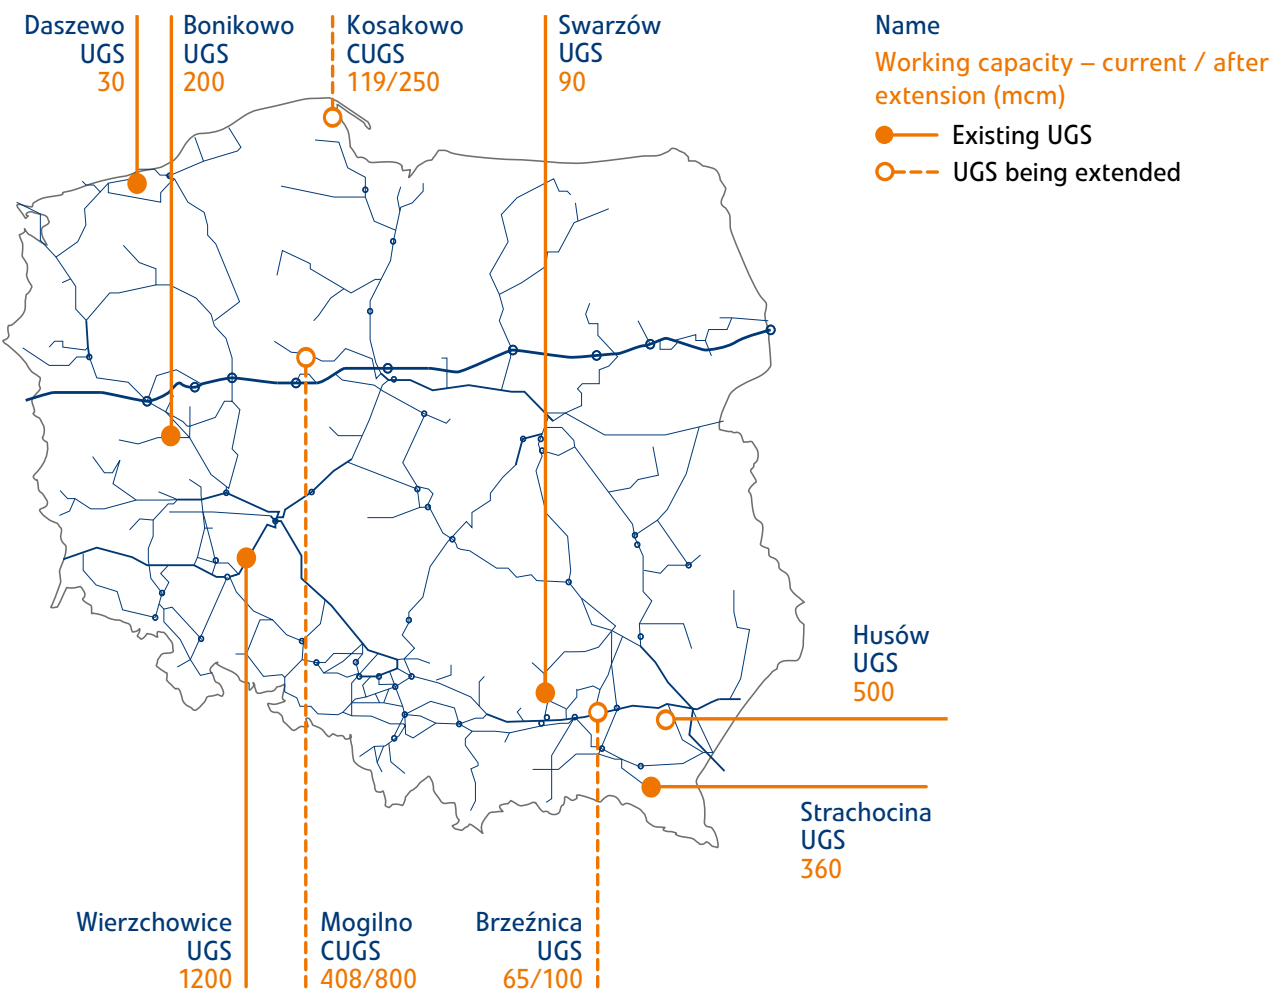 Daszewo
UGS
30
Bonikowo
UGS
200
Kosakowo
CUGS
119/250
Swarzów
UGS
90
Name
Working capacity – current / after
extension (mcm)
Existing UGS
UGS being extended
Husów
UGS
500
Strachocina
UGS
360
Wierzchowice
UGS
1200
Mogilno
CUGS
408/800
Brzeźnica
UGS
65/100